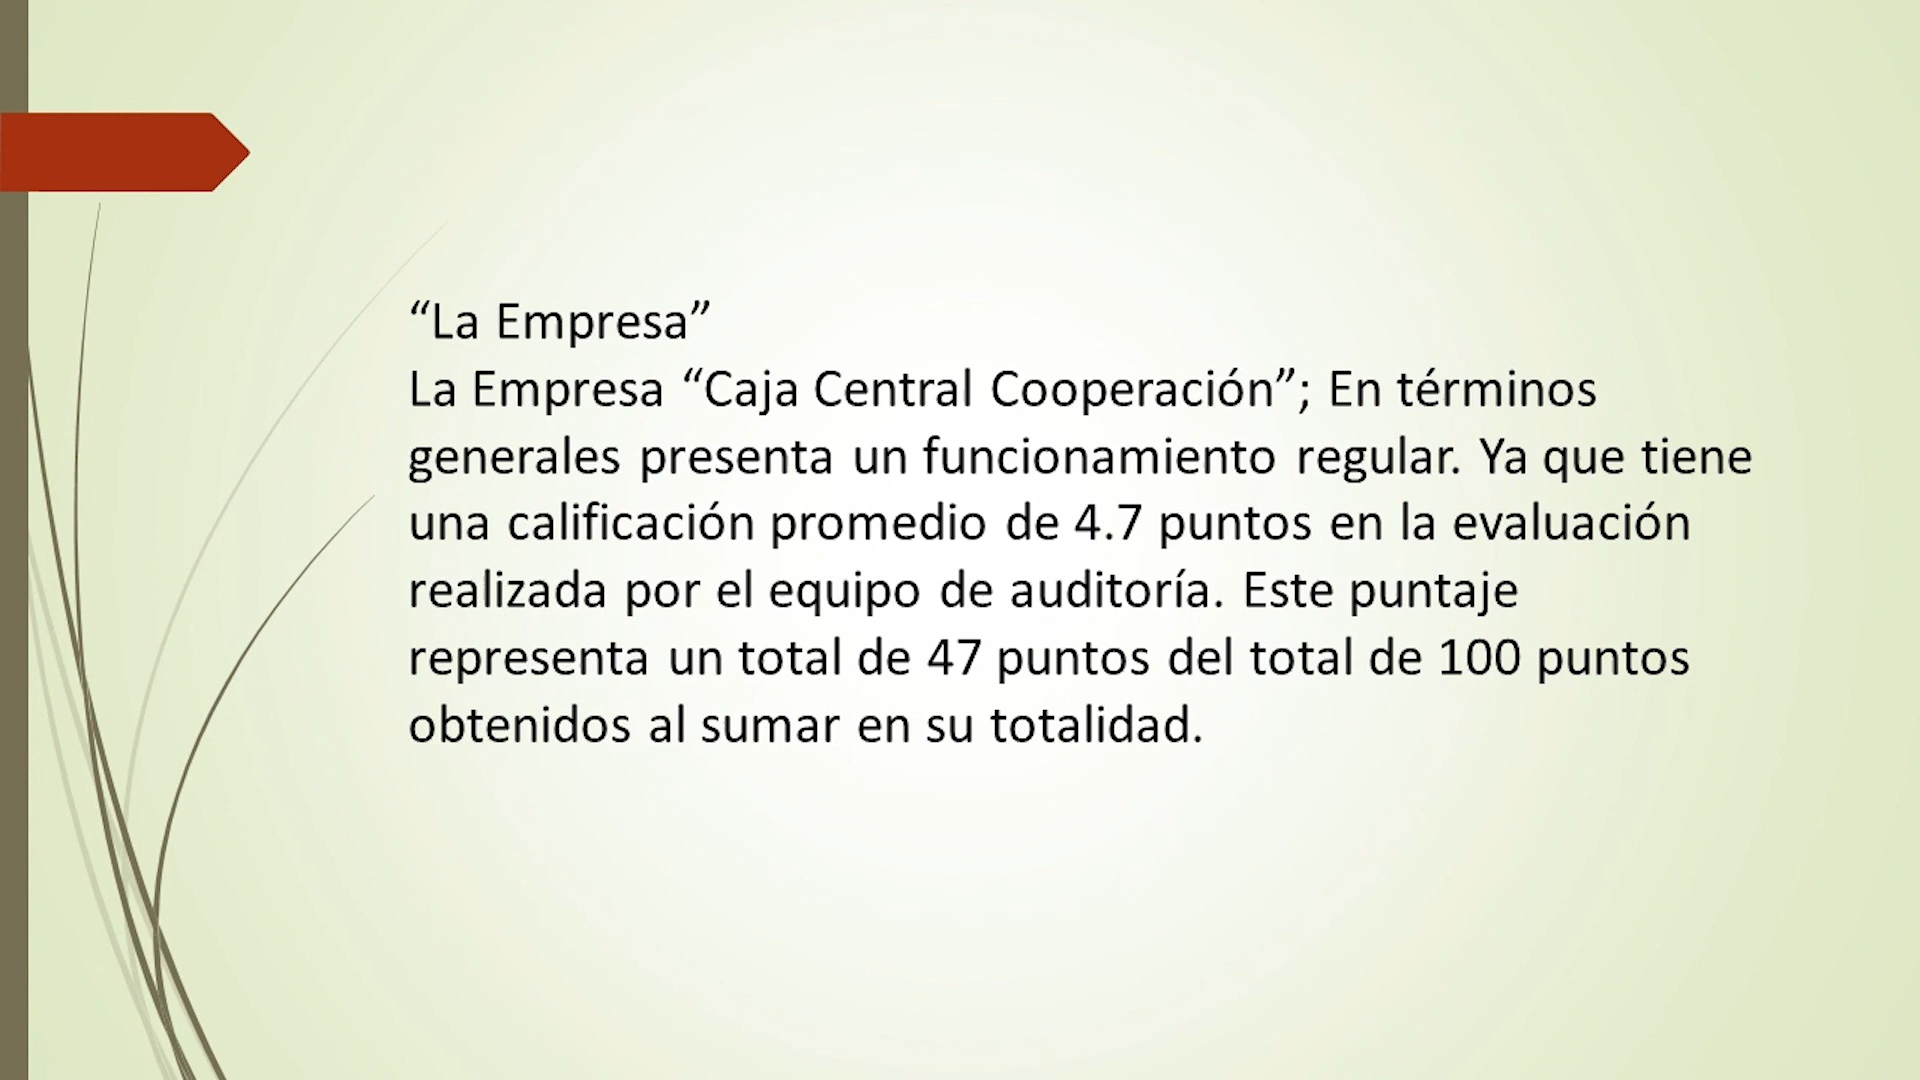 “La Empresa”
La Empresa “Caja Central Cooperación”; En términos
generales presenta un funcionamiento regular. Ya que tiene
una calificación promedio de 4.7 puntos en la evaluación
realizada por el equipo de auditoría. Este puntaje
representa un total de 47 puntos del total de 100 puntos
obtenidos al sumar en su totalidad.